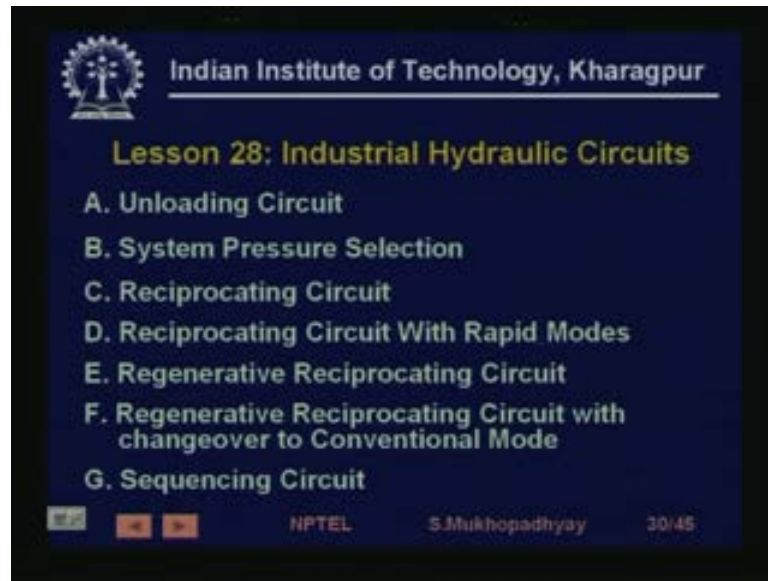 Indian Institute of Technology, Kharagpur
Lesson 28: Industrial Hydraulic Circuits
A. Unloading Circuit
B. System Pressure Selection
C. Reciprocating Circuit
D. Reciprocating Circuit With Rapid Modes
E. Regenerative Reciprocating Circuit
F. Regenerative Reciprocating Circuit with
changeover to Conventional Mode
G. Sequencing Circuit
NPTEL S.Mukhopadhyay 30/45